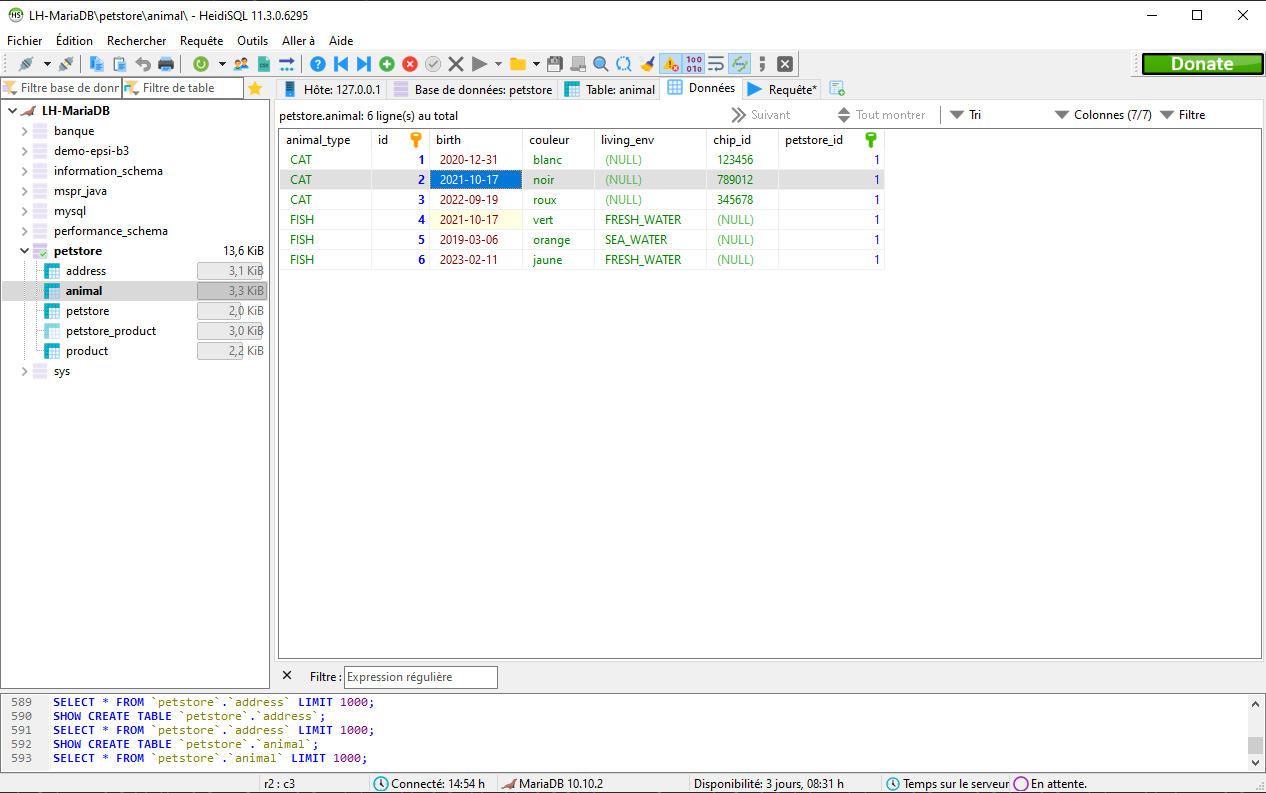 LH-MariaDB\petstore\animal\ - HeidiSQL 11.3.0.6295
Fichier Édition Rechercher Requête Outils Aller à Aide
Donate
Filtre base de donr Filtre de table
Hôte: 127.0.0.1 Base de données: petstore Table: animal Données Requête*
LH-MariaDB
banque
demo-epsi-b3
information_schema
mspr_java
mysql
performance_schema
petstore 13,6 KiB
address 3,1 KiB
animal 3,3 KiB
petstore 2,0 KiB
petstore_product 3,0 KiB
product 2,2 KiB
sys
petstore.animal: 6 ligne(s) au total Suivant Tout montrer Tri Colonnes (7/7) Filtre
animal_type id birth couleur living_env chip_id petstore_id
CAT 1 2020-12-31 blanc (NULL) 123456 1
CAT 2 2021-10-17 noir (NULL) 789012 1
CAT 3 2022-09-19 roux (NULL) 345678 1
FISH 4 2021-10-17 vert FRESH_WATER (NULL) 1
FISH 5 2019-03-06 orange SEA_WATER (NULL) 1
FISH 6 2023-02-11 jaune FRESH_WATER (NULL) 1
Filtre : Expression régulière
589 SELECT * FROM `petstore`.`address` LIMIT 1000;
590 SHOW CREATE TABLE `petstore`.`address`;
591 SELECT * FROM `petstore`.`address` LIMIT 1000;
592 SHOW CREATE TABLE `petstore`.`animal`;
593 SELECT * FROM `petstore`.`animal` LIMIT 1000;
r2 : c3 Connecté: 14:54 h MariaDB 10.10.2 Disponibilité: 3 jours, 08:31 h Temps sur le serveur En attente.